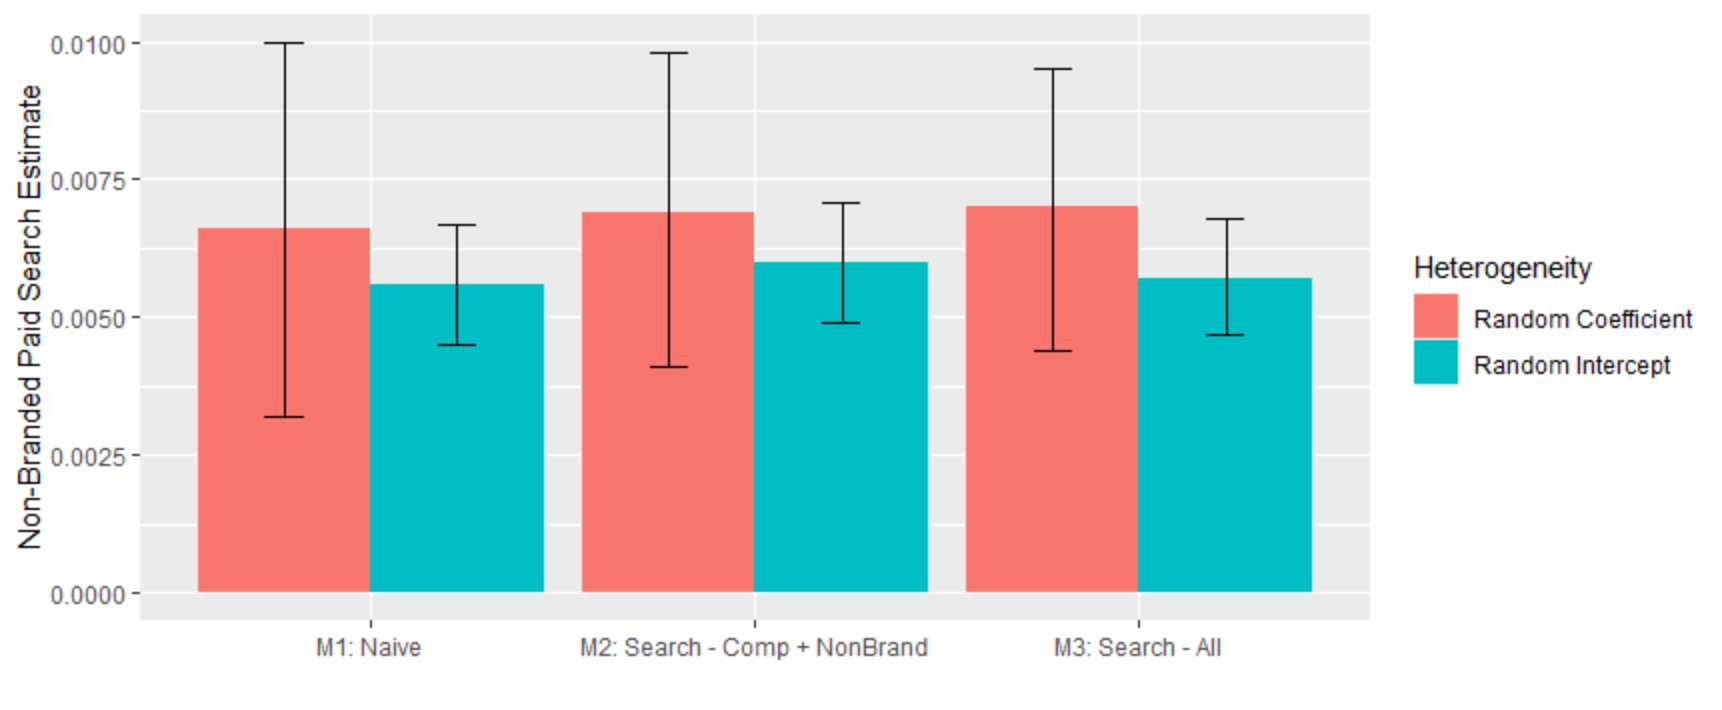 Non-Branded Paid Search Estimate
0.0100
0.0075
0.0050
0.0025
0.0000
M1: Naive
M2: Search - Comp + NonBrand
M3: Search - All
Heterogeneity
Random Coefficient
Random Intercept